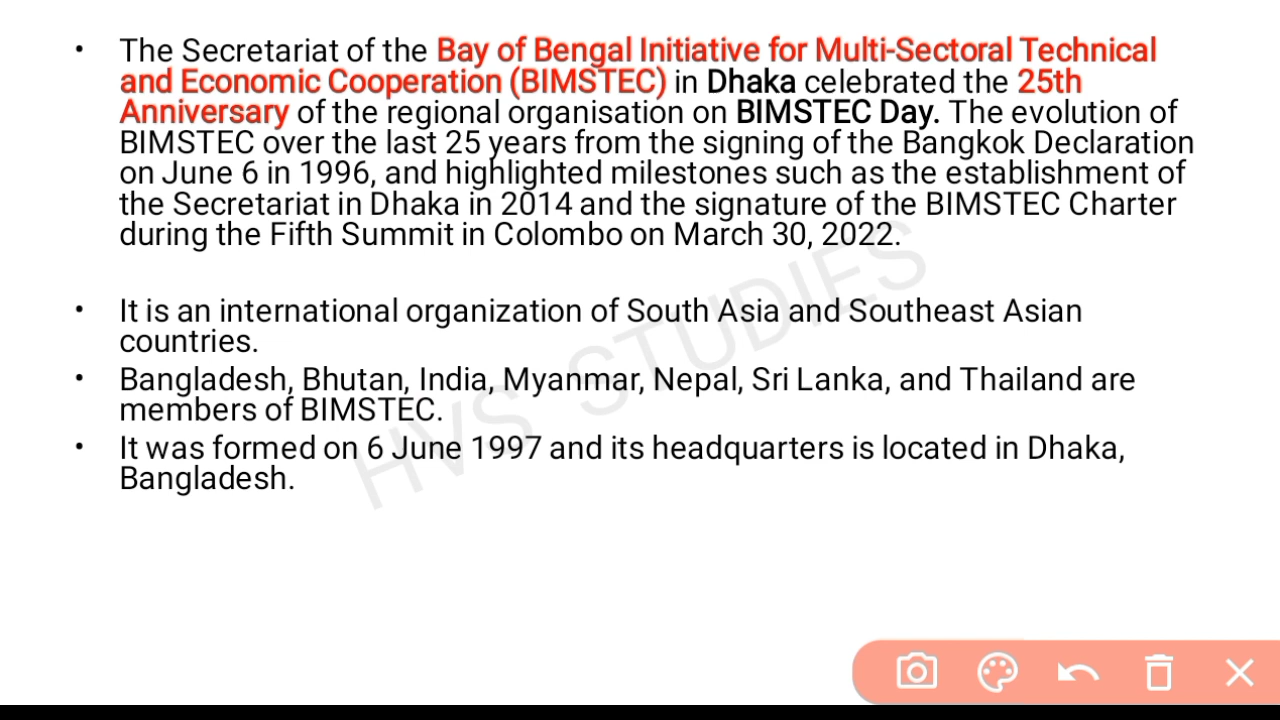 • The Secretariat of the Bay of Bengal Initiative for Multi-Sectoral Technical
and Economic Cooperation (BIMSTEC) in Dhaka celebrated the 25th
Anniversary of the regional organisation on BIMSTEC Day. The evolution of
BIMSTEC over the last 25 years from the signing of the Bangkok Declaration
on June 6 in 1996, and highlighted milestones such as the establishment of
the Secretariat in Dhaka in 2014 and the signature of the BIMSTEC Charter
during the Fifth Summit in Colombo on March 30, 2022.
• It is an international organization of South Asia and Southeast Asian
countries.
• Bangladesh, Bhutan, India, Myanmar, Nepal, Sri Lanka, and Thailand are
members of BIMSTEC.
• It was formed on 6 June 1997 and its headquarters is located in Dhaka,
Bangladesh.
HVS STUDIES